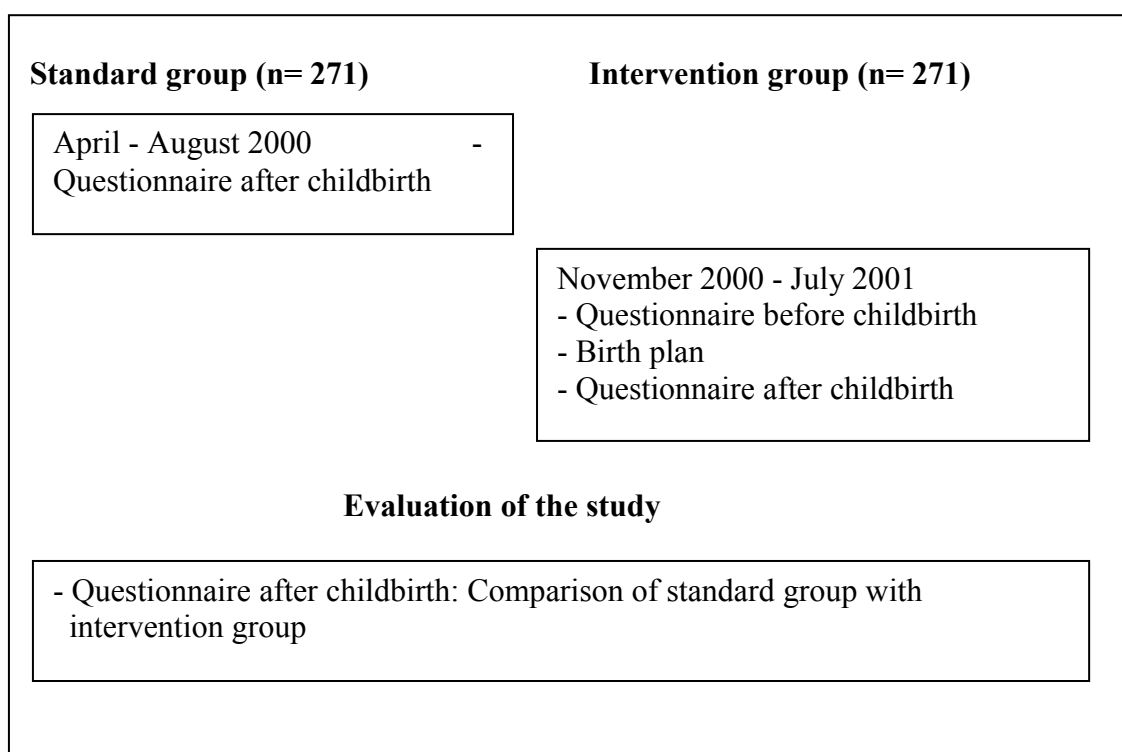 Standard group (n= 271)
Intervention group (n= 271)
April - August 2000 -
Questionnaire after childbirth
November 2000 - July 2001
- Questionnaire before childbirth
- Birth plan
- Questionnaire after childbirth
Evaluation of the study
- Questionnaire after childbirth: Comparison of standard group with
intervention group